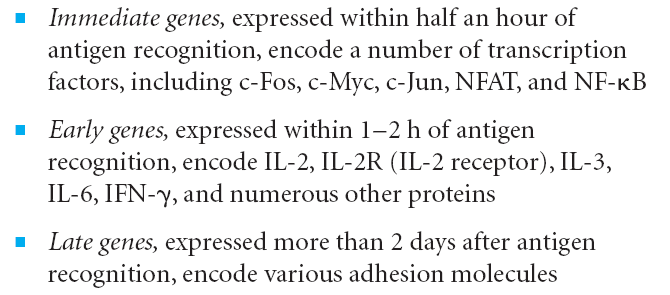 ■ Immediate genes, expressed within half an hour of
antigen recognition, encode a number of transcription
factors, including c-Fos, c-Myc, c-Jun, NFAT, and NF-κB
■ Early genes, expressed within 1–2 h of antigen
recognition, encode IL-2, IL-2R (IL-2 receptor), IL-3,
IL-6, IFN-γ, and numerous other proteins
■ Late genes, expressed more than 2 days after antigen
recognition, encode various adhesion molecules